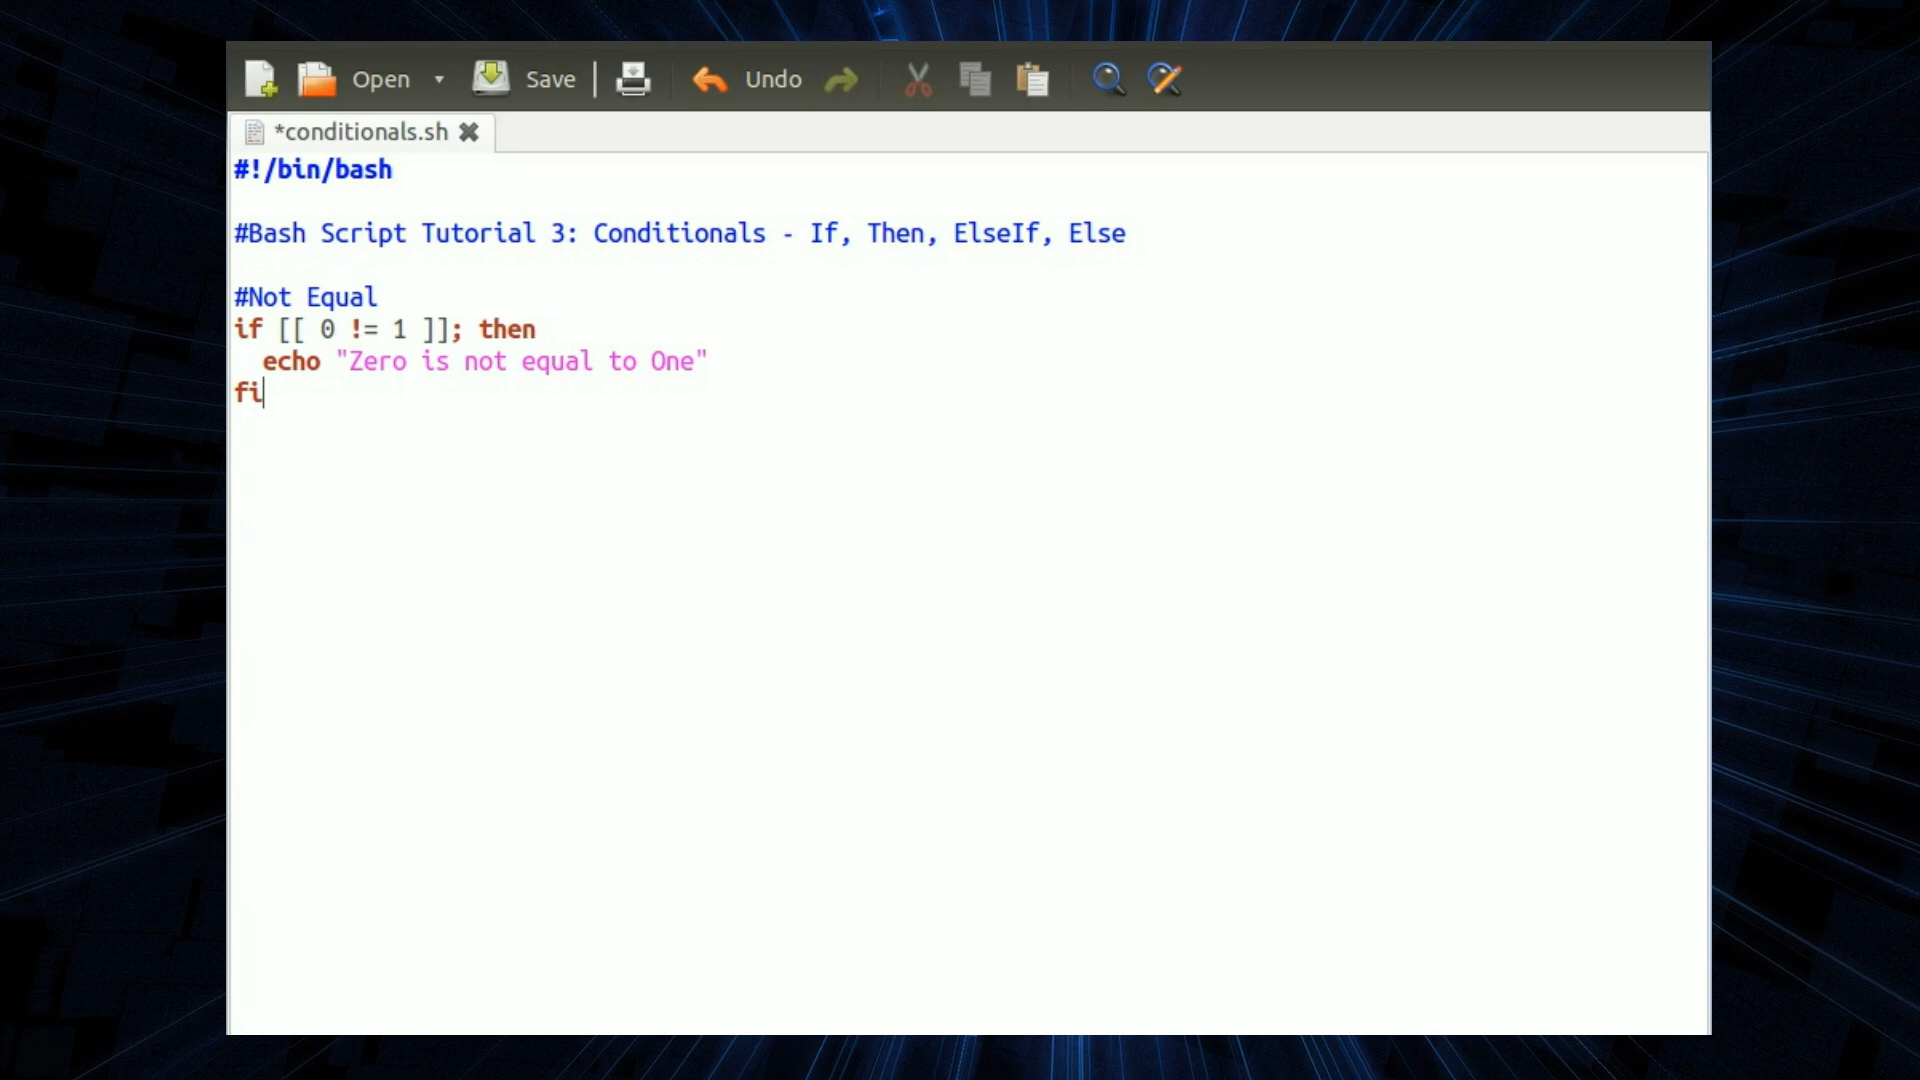 Open Save Undo
*conditionals.sh
#!/bin/bash
#Bash Script Tutorial 3: Conditionals - If, Then, ElseIf, Else
#Not Equal
if [[ 0 != 1 ]]; then
  echo "Zero is not equal to One"
fi